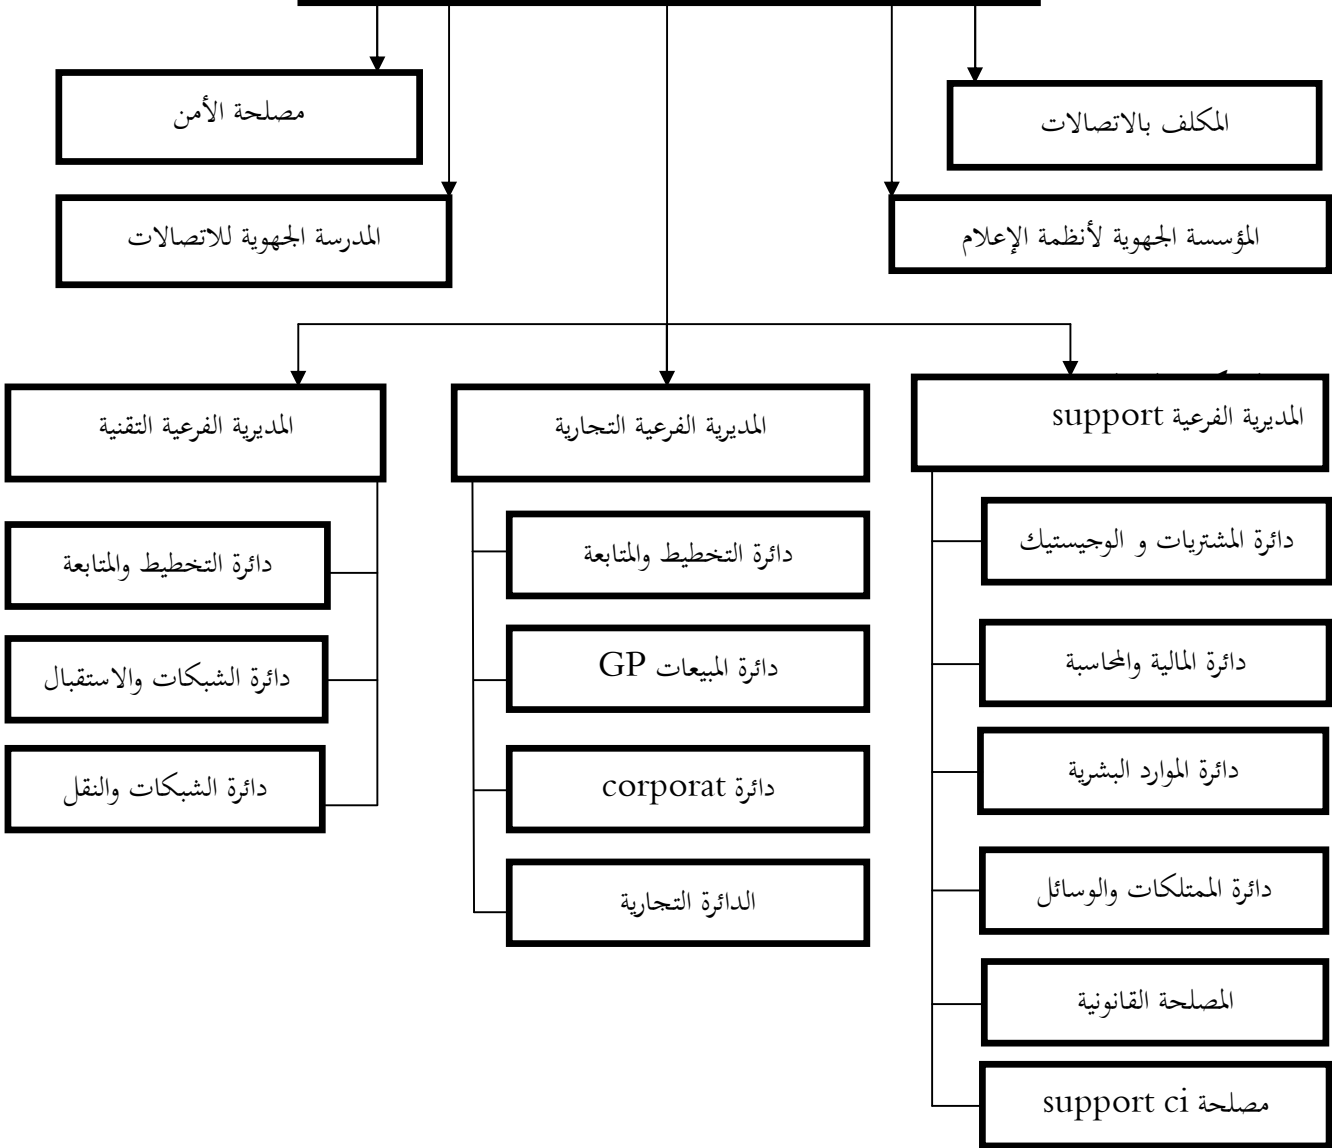 المكلف بالاتصالات
مصلحة الأمن
المؤسسة الجهوية لأنظمة الإعلام
المدرسة الجهوية للاتصالات
المديرية الفرعية support
المديرية الفرعية التجارية
المديرية الفرعية التقنية
دائرة المشتريات و الوجيستيك
دائرة المالية والمحاسبة
دائرة الموارد البشرية
دائرة الممتلكات والوسائل
المصلحة القانونية
مصلحة support ci
دائرة التخطيط والمتابعة
دائرة المبيعات GP
دائرة corporat
الدائرة التجارية
دائرة التخطيط والمتابعة
دائرة الشبكات والاستقبال
دائرة الشبكات والنقل